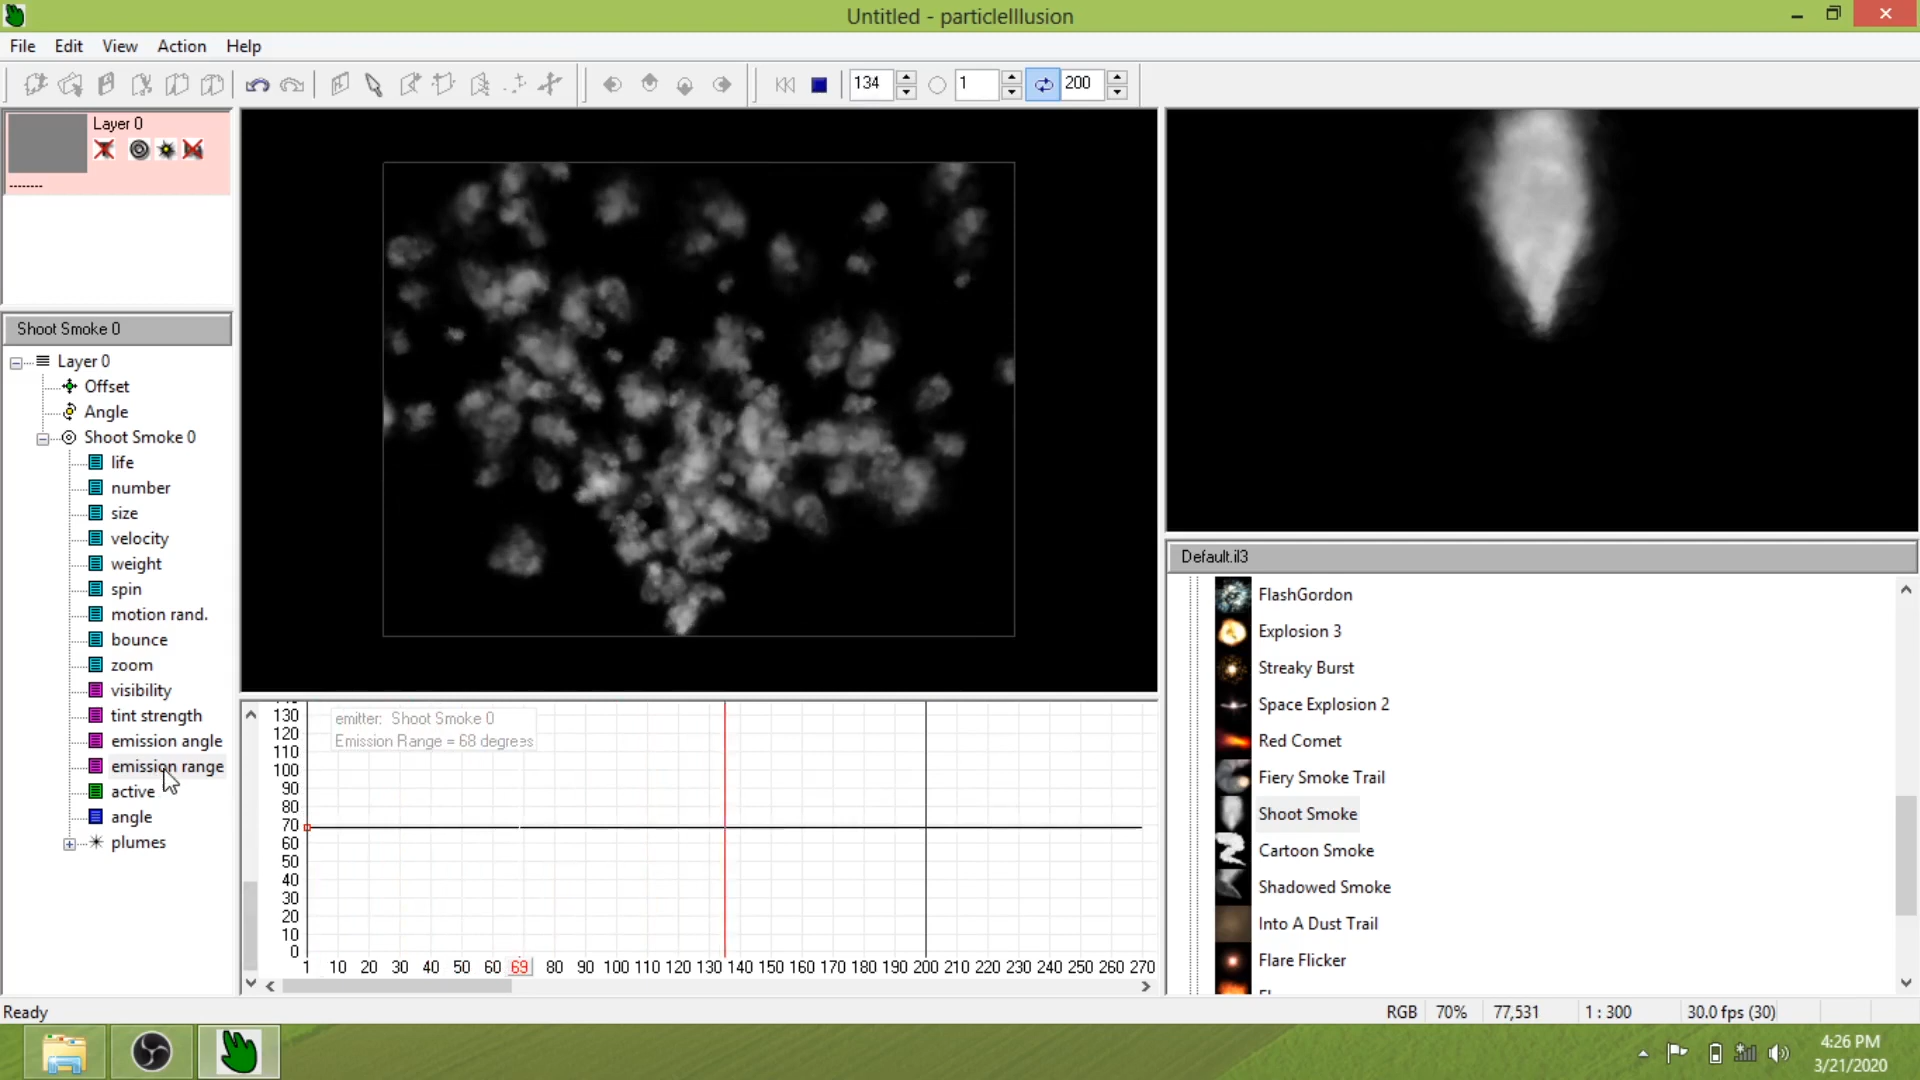 Untitled - particleIllusion
File Edit View Action Help
134 1 200
Layer 0
--------
Shoot Smoke 0
Layer 0
Offset
Angle
Shoot Smoke 0
life
number
size
velocity
weight
spin
motion rand.
bounce
zoom
visibility
tint strength
emission angle
emission range
active
angle
plumes
emitter: Shoot Smoke 0
Emission Range = 68 degrees
130
120
110
100
90
80
70
60
50
40
30
20
10
0
1 10 20 30 40 50 60 69 80 90 100 110 120 130 140 150 160 170 180 190 200 210 220 230 240 250 260 270
Default.il3
FlashGordon
Explosion 3
Streaky Burst
Space Explosion 2
Red Comet
Fiery Smoke Trail
Shoot Smoke
Cartoon Smoke
Shadowed Smoke
Into A Dust Trail
Flare Flicker
Ready
RGB 70% 77,531 1 : 300 30.0 fps (30)
4:26 PM
3/21/2020